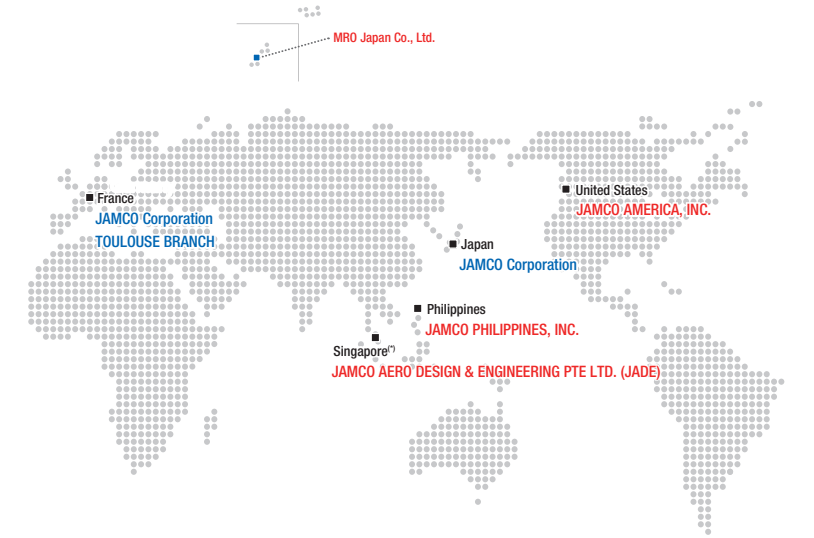 MRO Japan Co., Ltd.
France
JAMCO Corporation
TOULOUSE BRANCH
United States
JAMCO AMERICA, INC.
Japan
JAMCO Corporation
Philippines
JAMCO PHILIPPINES, INC.
Singapore(*)
JAMCO AERO DESIGN & ENGINEERING PTE LTD. (JADE)